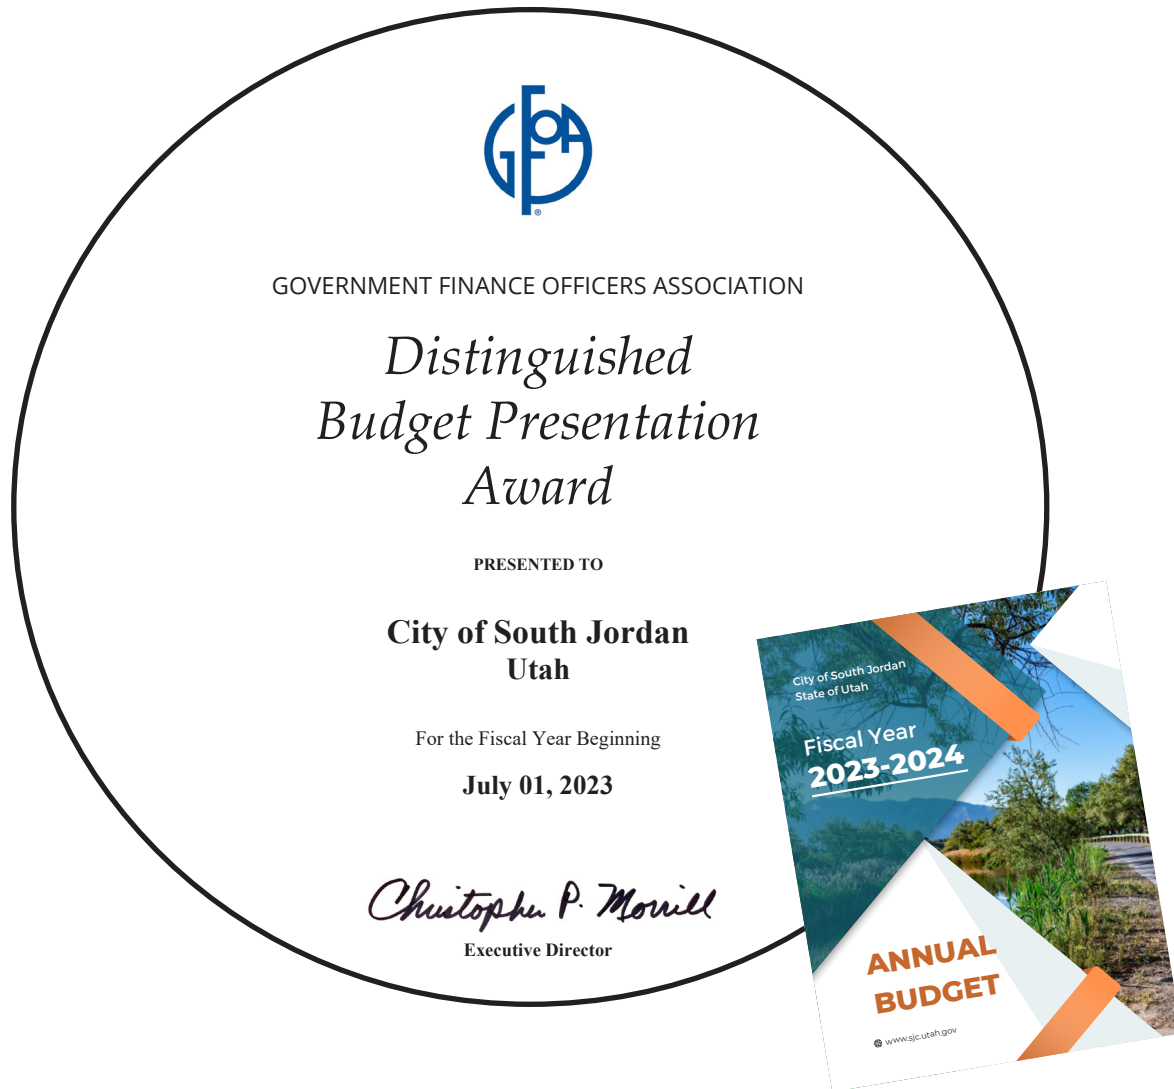 GFOA
®
GOVERNMENT FINANCE OFFICERS ASSOCIATION
Distinguished
Budget Presentation
Award
PRESENTED TO
City of South Jordan
Utah
For the Fiscal Year Beginning
July 01, 2023
Christopher P. Morrill
Executive Director
City of South Jordan
State of Utah
Fiscal Year
2023-2024
ANNUAL
BUDGET
www.sjc.utah.gov